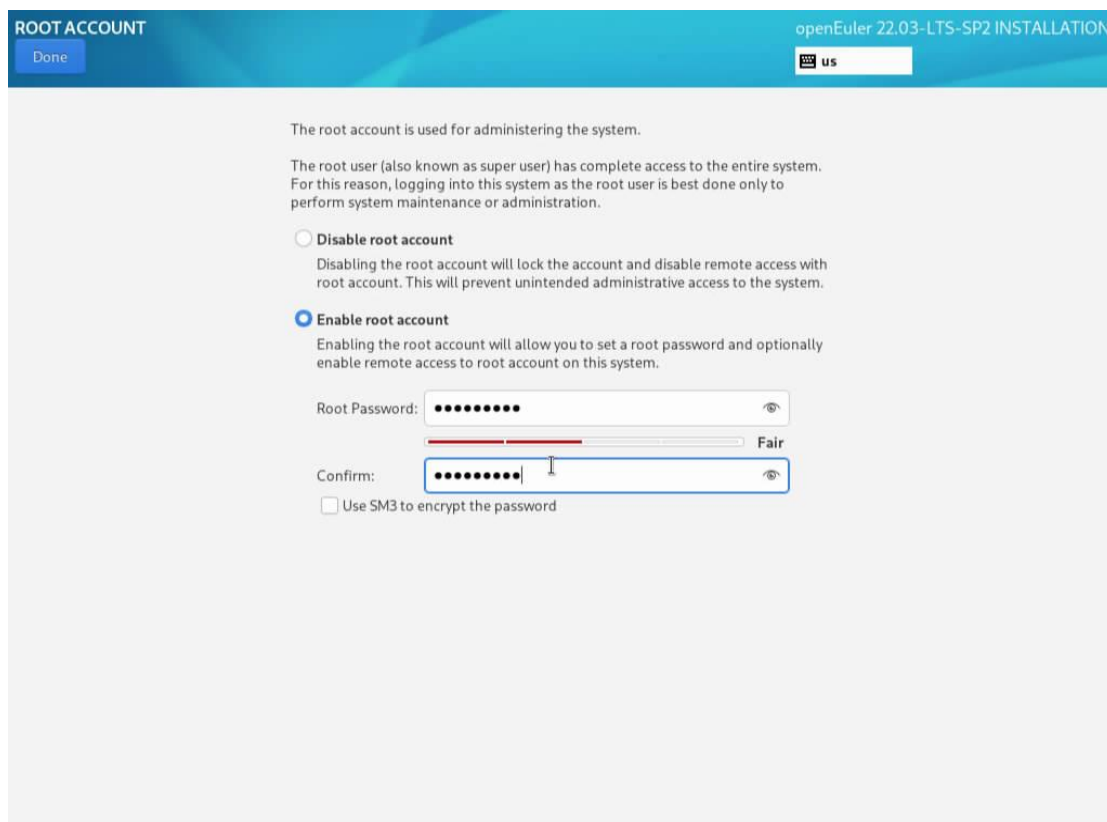 ROOT ACCOUNT
openEuler 22.03-LTS-SP2 INSTALLATION
Done
us
The root account is used for administering the system.
The root user (also known as super user) has complete access to the entire system.
For this reason, logging into this system as the root user is best done only to
perform system maintenance or administration.
Disable root account
Disabling the root account will lock the account and disable remote access with
root account. This will prevent unintended administrative access to the system.
Enable root account
Enabling the root account will allow you to set a root password and optionally
enable remote access to root account on this system.
Root Password: •••••••••
Fair
Confirm: •••••••••
Use SM3 to encrypt the password